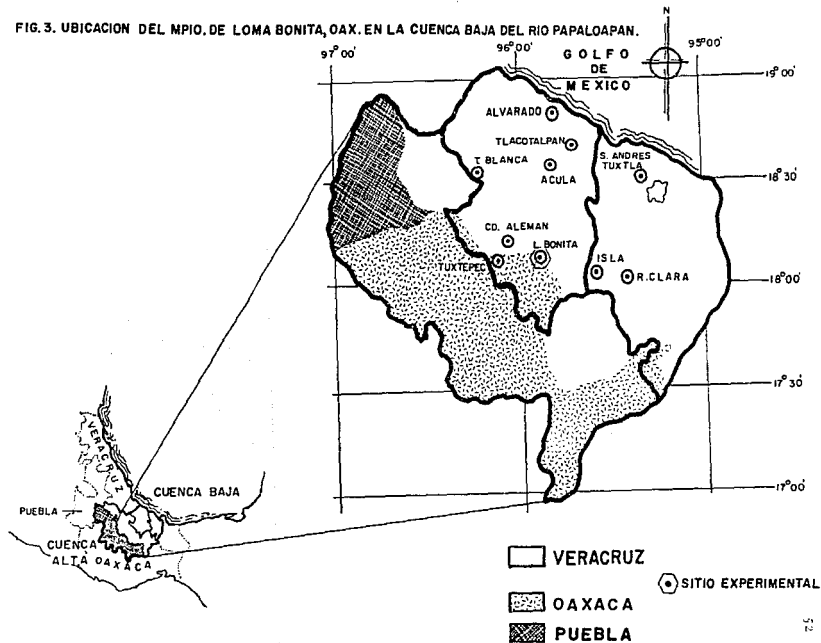 FIG. 3. UBICACION DEL MPIO. DE LOMA BONITA, OAX. EN LA CUENCA BAJA DEL RIO PAPALOAPAN.
N
97°00'
96°00'
95°00'
GOLFO
DE
MEXICO
19°00'
ALVARADO
TLACOTALPAN
T. BLANCA
ACULA
S. ANDRES
TUXTLA
18°30'
CD. ALEMAN
L. BONITA
TUXTEPEC
ISLA
R. CLARA
18°00'
17°30'
17°00'
VERACRUZ
CUENCA BAJA
PUEBLA
CUENCA
ALTA OAXACA
VERACRUZ
SITIO EXPERIMENTAL
OAXACA
PUEBLA
52